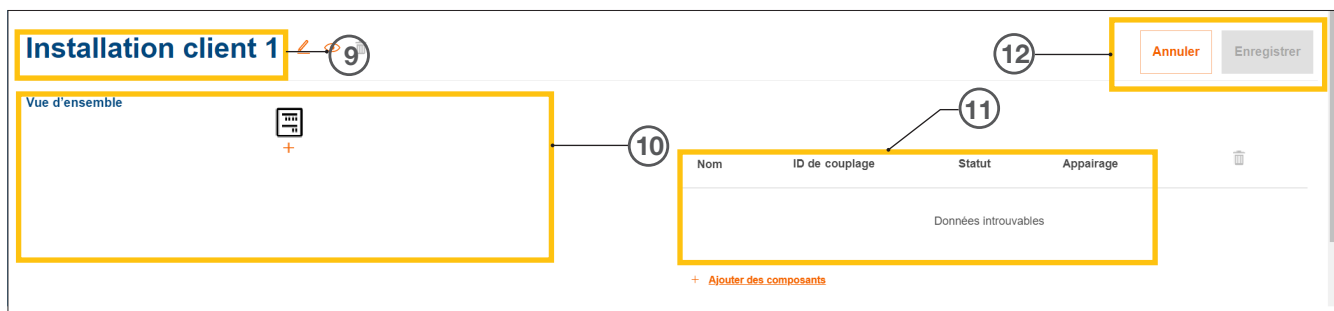 Installation client 1
9
12
Annuler
Enregistrer
Vue d'ensemble
+
10
11
Nom ID de couplage Statut Appairage
Données introuvables
+ Ajouter des composants